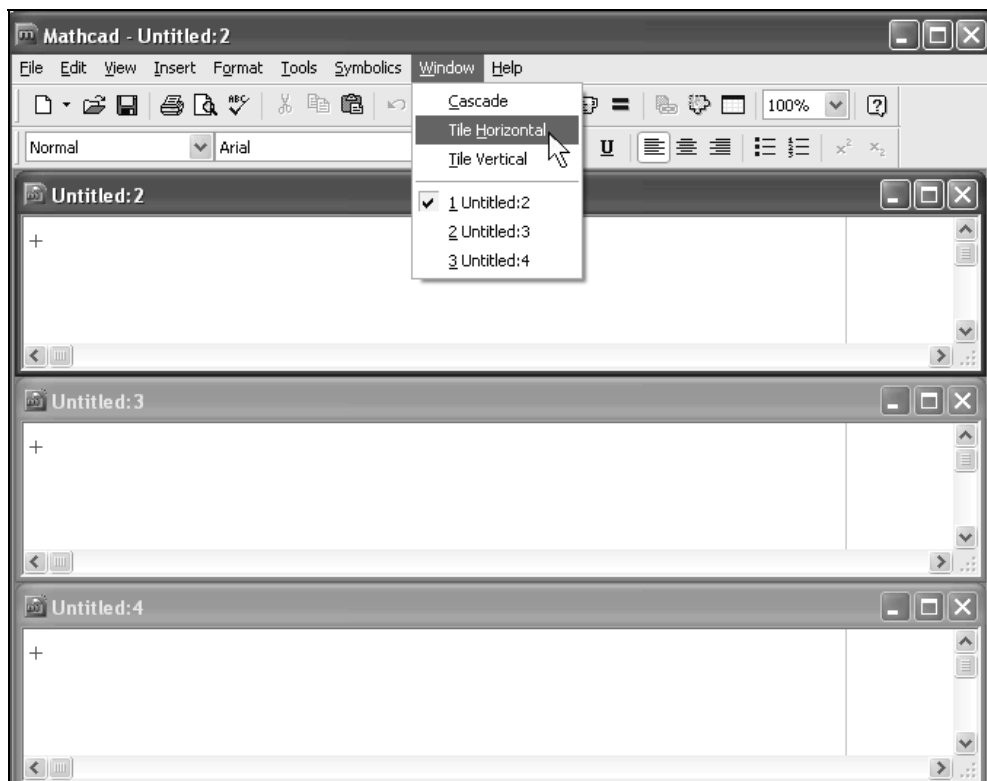 Mathcad - Untitled:2
File Edit View Insert Format Tools Symbolics Window Help
100%
Normal Arial
Cascade
Tile Horizontal
Tile Vertical
1 Untitled:2
2 Untitled:3
3 Untitled:4
Untitled:2
Untitled:3
Untitled:4